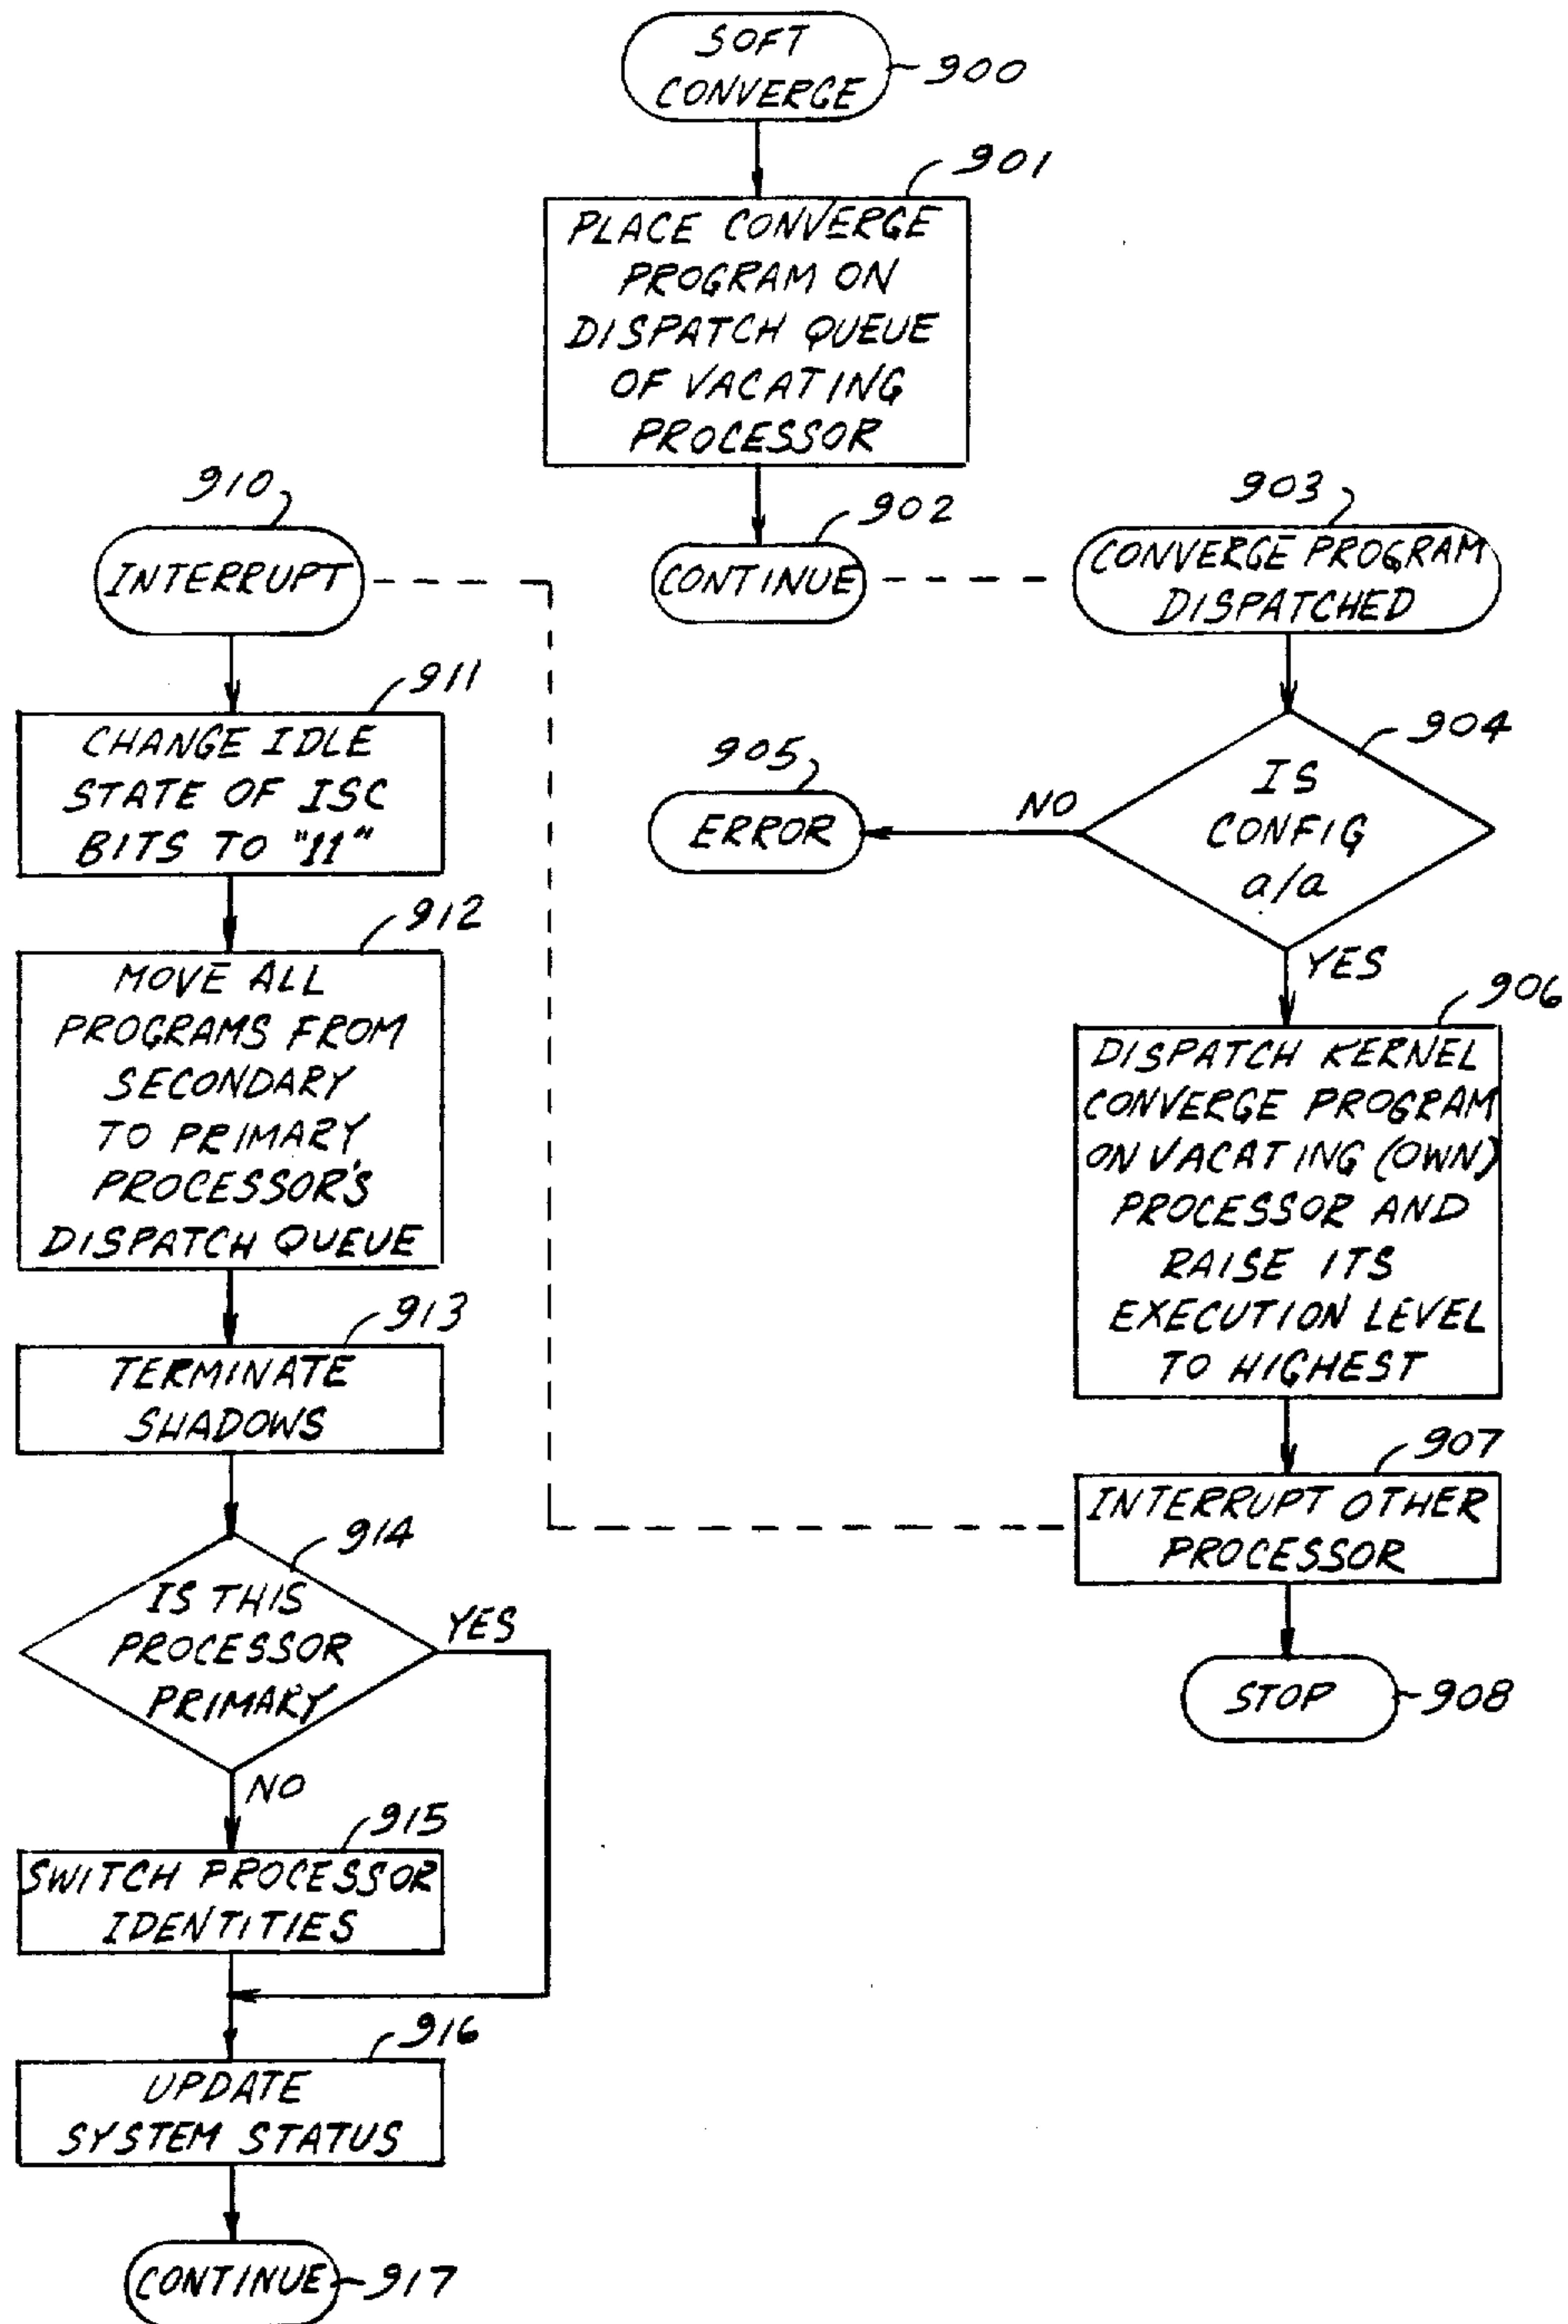 SOFT
CONVERGE
900
901
PLACE CONVERGE
PROGRAM ON
DISPATCH QUEUE
OF VACATING
PROCESSOR
902
CONTINUE
903
CONVERGE PROGRAM
DISPATCHED
904
IS
CONFIG
a/a
NO
905
ERROR
YES
906
DISPATCH KERNEL
CONVERGE PROGRAM
ON VACATING (OWN)
PROCESSOR AND
RAISE ITS
EXECUTION LEVEL
TO HIGHEST
907
INTERRUPT OTHER
PROCESSOR
STOP
908
910
INTERRUPT
911
CHANGE IDLE
STATE OF ISC
BITS TO "11"
912
MOVE ALL
PROGRAMS FROM
SECONDARY
TO PRIMARY
PROCESSOR'S
DISPATCH QUEUE
913
TERMINATE
SHADOWS
914
IS THIS
PROCESSOR
PRIMARY
YES
NO
915
SWITCH PROCESSOR
IDENTITIES
916
UPDATE
SYSTEM STATUS
CONTINUE
917